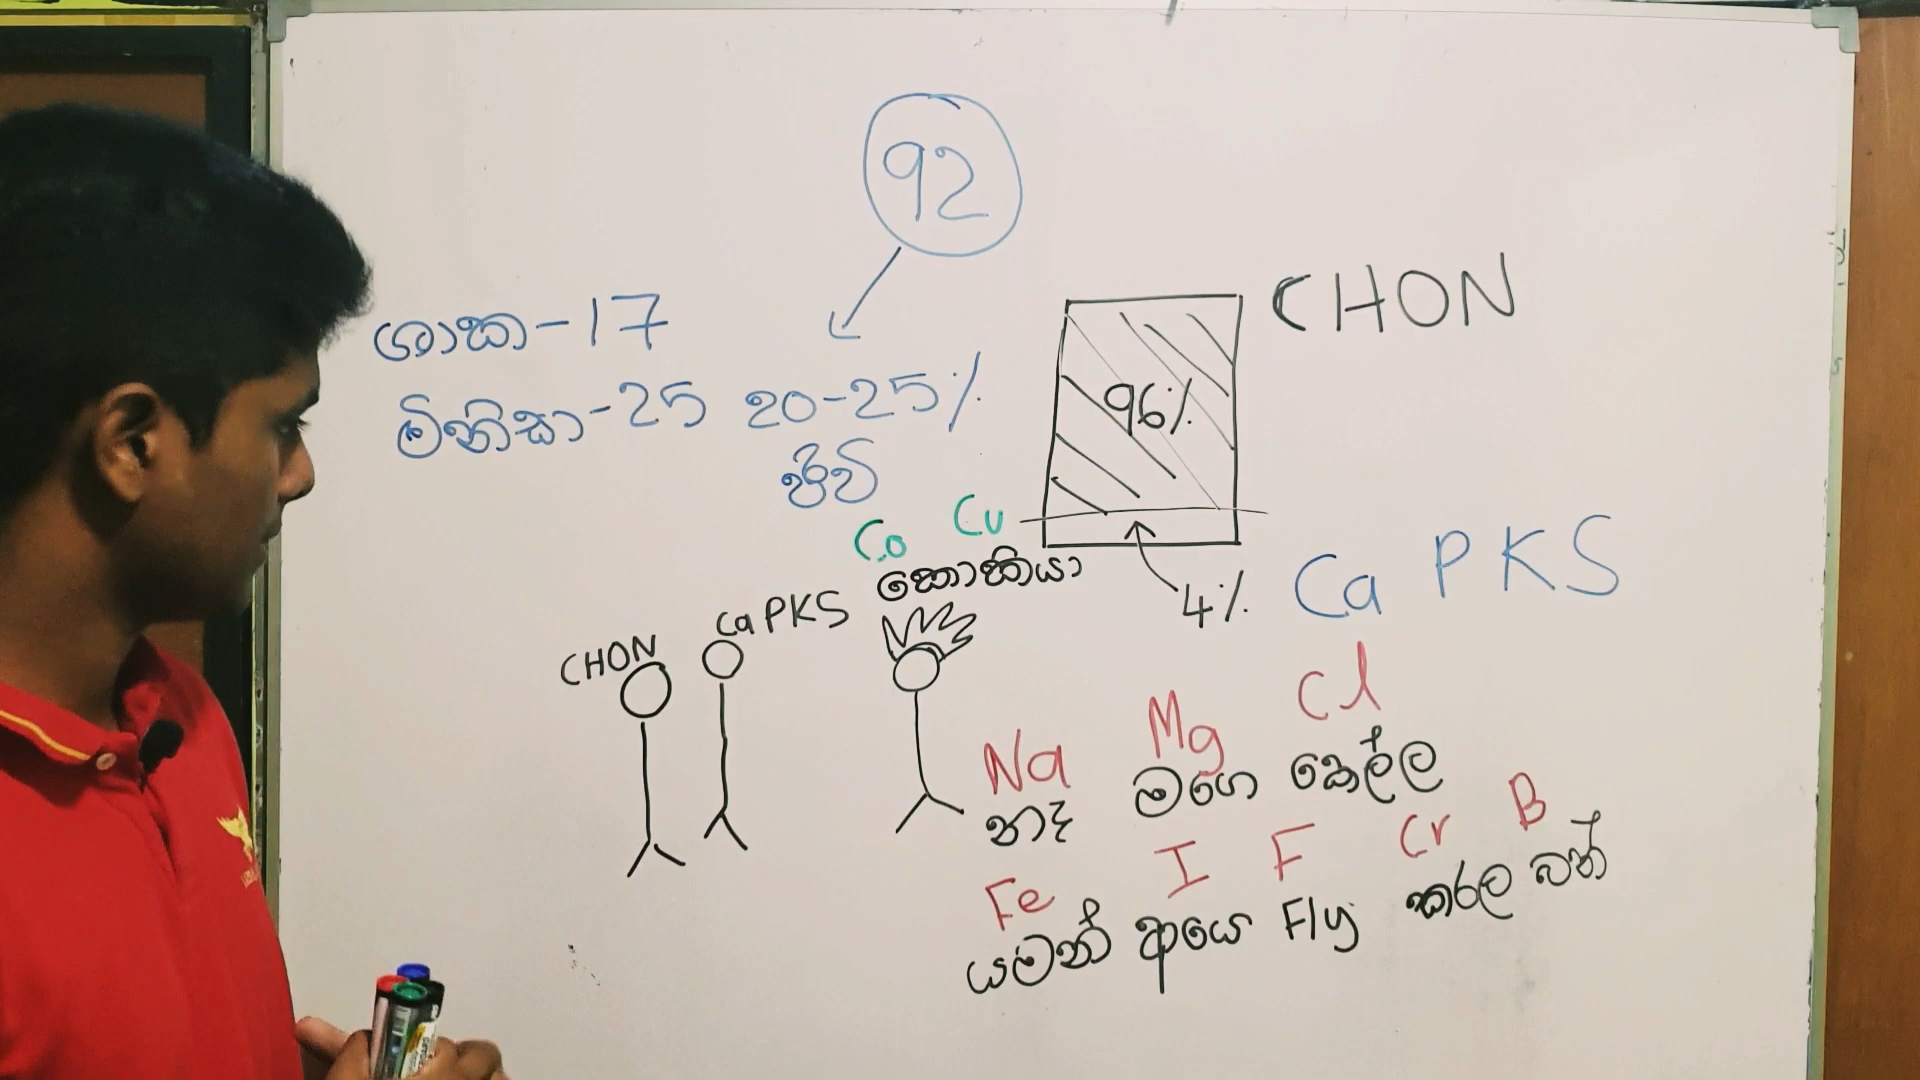 92
ශාක-17
මිනිසා-25 20-25%
ජීවී
CHON
96%
4%
Ca P K S
Co Cu
කොකියා
CHON
Ca PKS
Na Mg Cl
නෑ මගෙ කෙල්ල
Fe I F Cr B
යමන් ආයෙ Fly කරල බන්